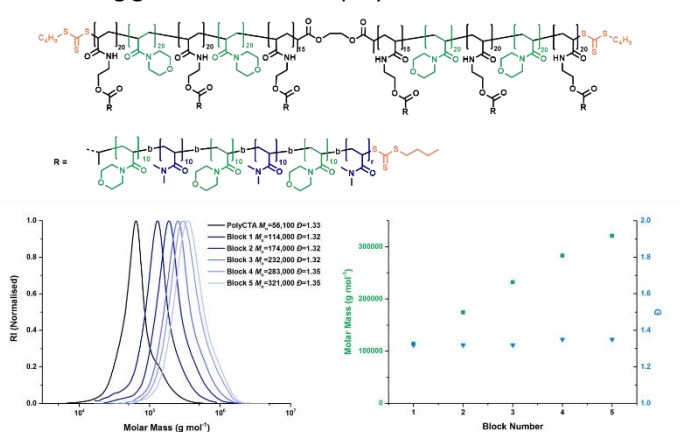 C₄H₉ S S S 20 20 20 20 15 O O O O 15 20 20 20 20 S S S C₄H₉
O NH O N O NH O N O NH HN O N O HN O N O HN O
O O O O O O
O O O O O O
R R R R R R
R = b b b b b S S S
10 10 10 10 10 r
O N O N O N O N O N O N
O O O
RI (Normalised)
1.0
0.8
0.6
0.4
0.2
0.0
PolyCTA Mn=56,100 Đ=1.33
Block 1 Mn=114,000 Đ=1.32
Block 2 Mn=174,000 Đ=1.32
Block 3 Mn=232,000 Đ=1.32
Block 4 Mn=283,000 Đ=1.35
Block 5 Mn=321,000 Đ=1.35
10⁴ 10⁵ 10⁶ 10⁷
Molar Mass (g mol⁻¹)
Molar Mass (g mol⁻¹)
300000
200000
100000
0
1 2 3 4 5
Block Number
2.0
1.8
1.6
1.4
1.2
1.0
Đ